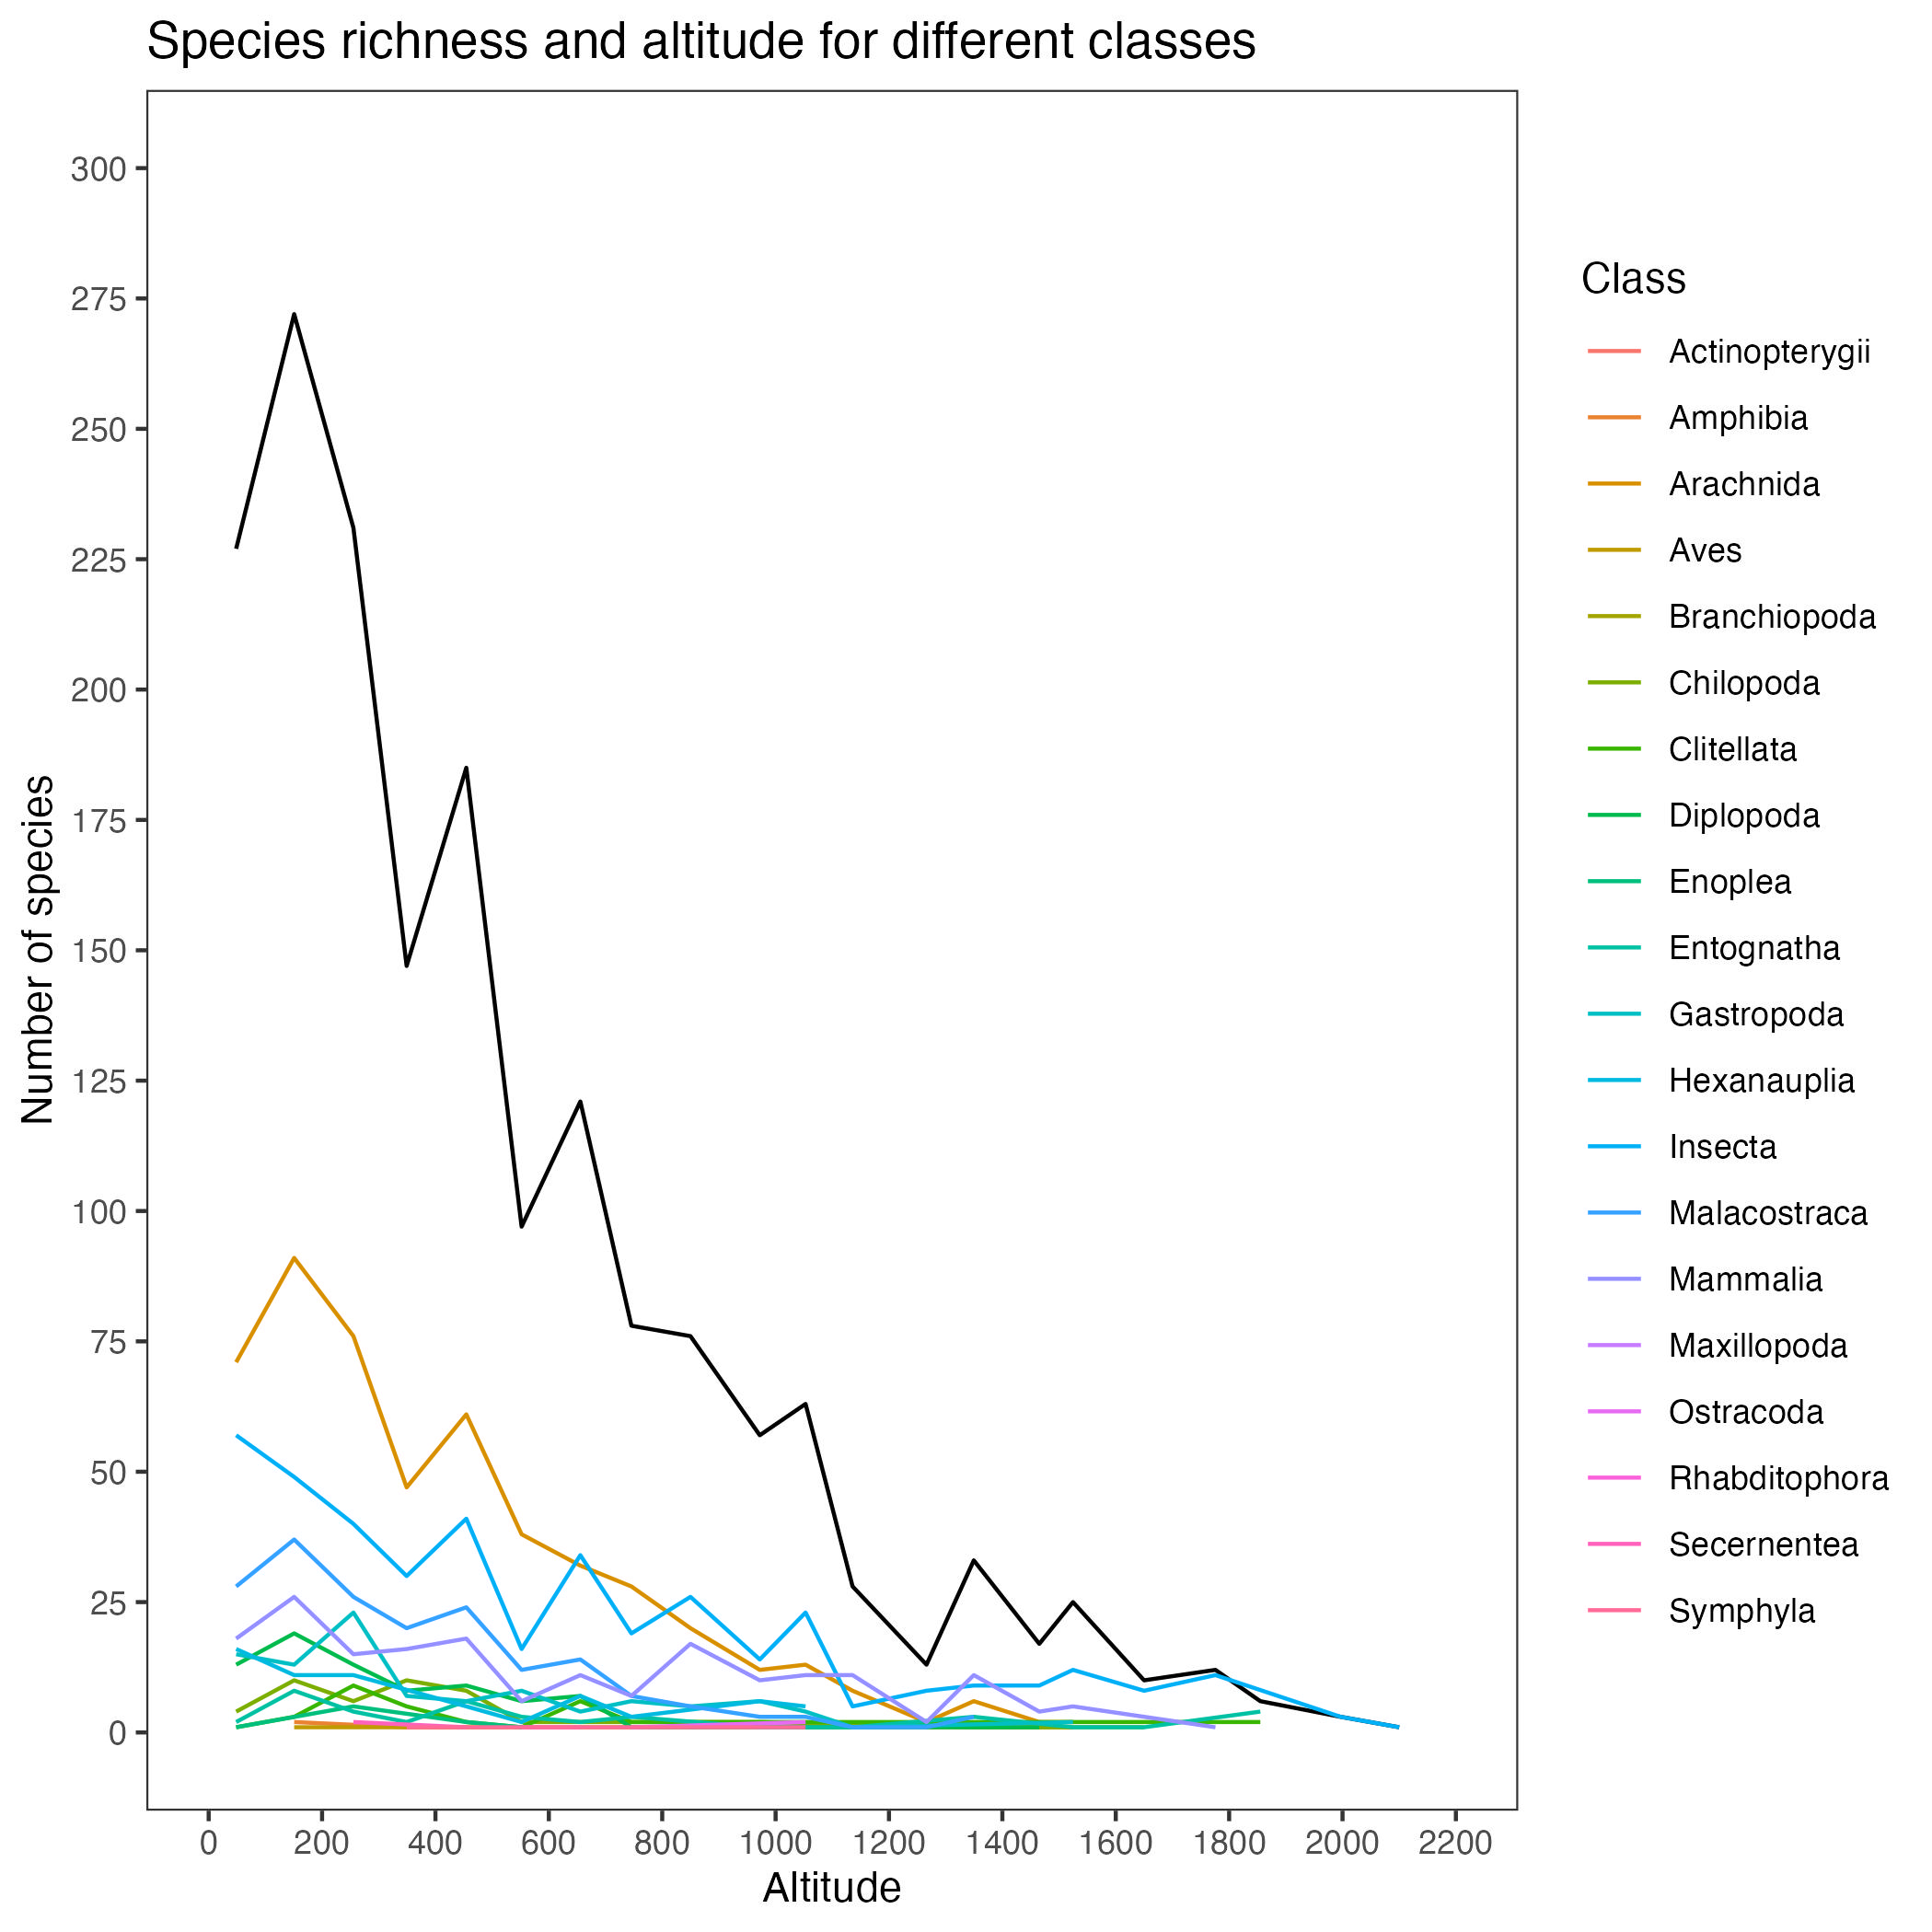 Species richness and altitude for different classes
Number of species
300
275
250
225
200
175
150
125
100
75
50
25
0
0 200 400 600 800 1000 1200 1400 1600 1800 2000 2200
Altitude
Class
Actinopterygii
Amphibia
Arachnida
Aves
Branchiopoda
Chilopoda
Clitellata
Diplopoda
Enoplea
Entognatha
Gastropoda
Hexanauplia
Insecta
Malacostraca
Mammalia
Maxillopoda
Ostracoda
Rhabditophora
Secernentea
Symphyla